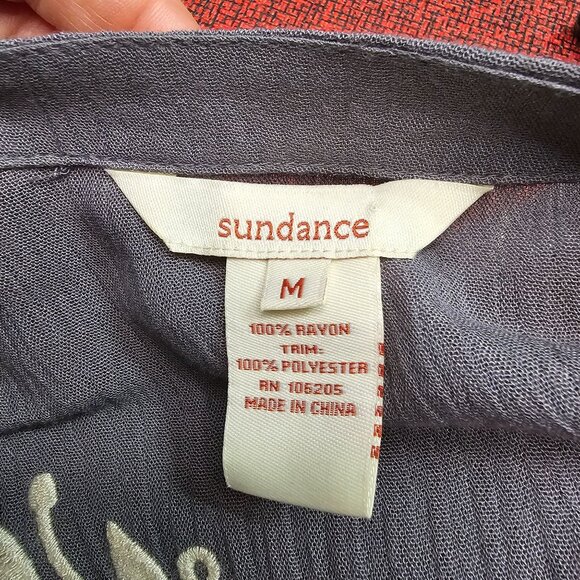 sundance
M
100% RAYON
TRIM:
100% POLYESTER
RN 106205
MADE IN CHINA